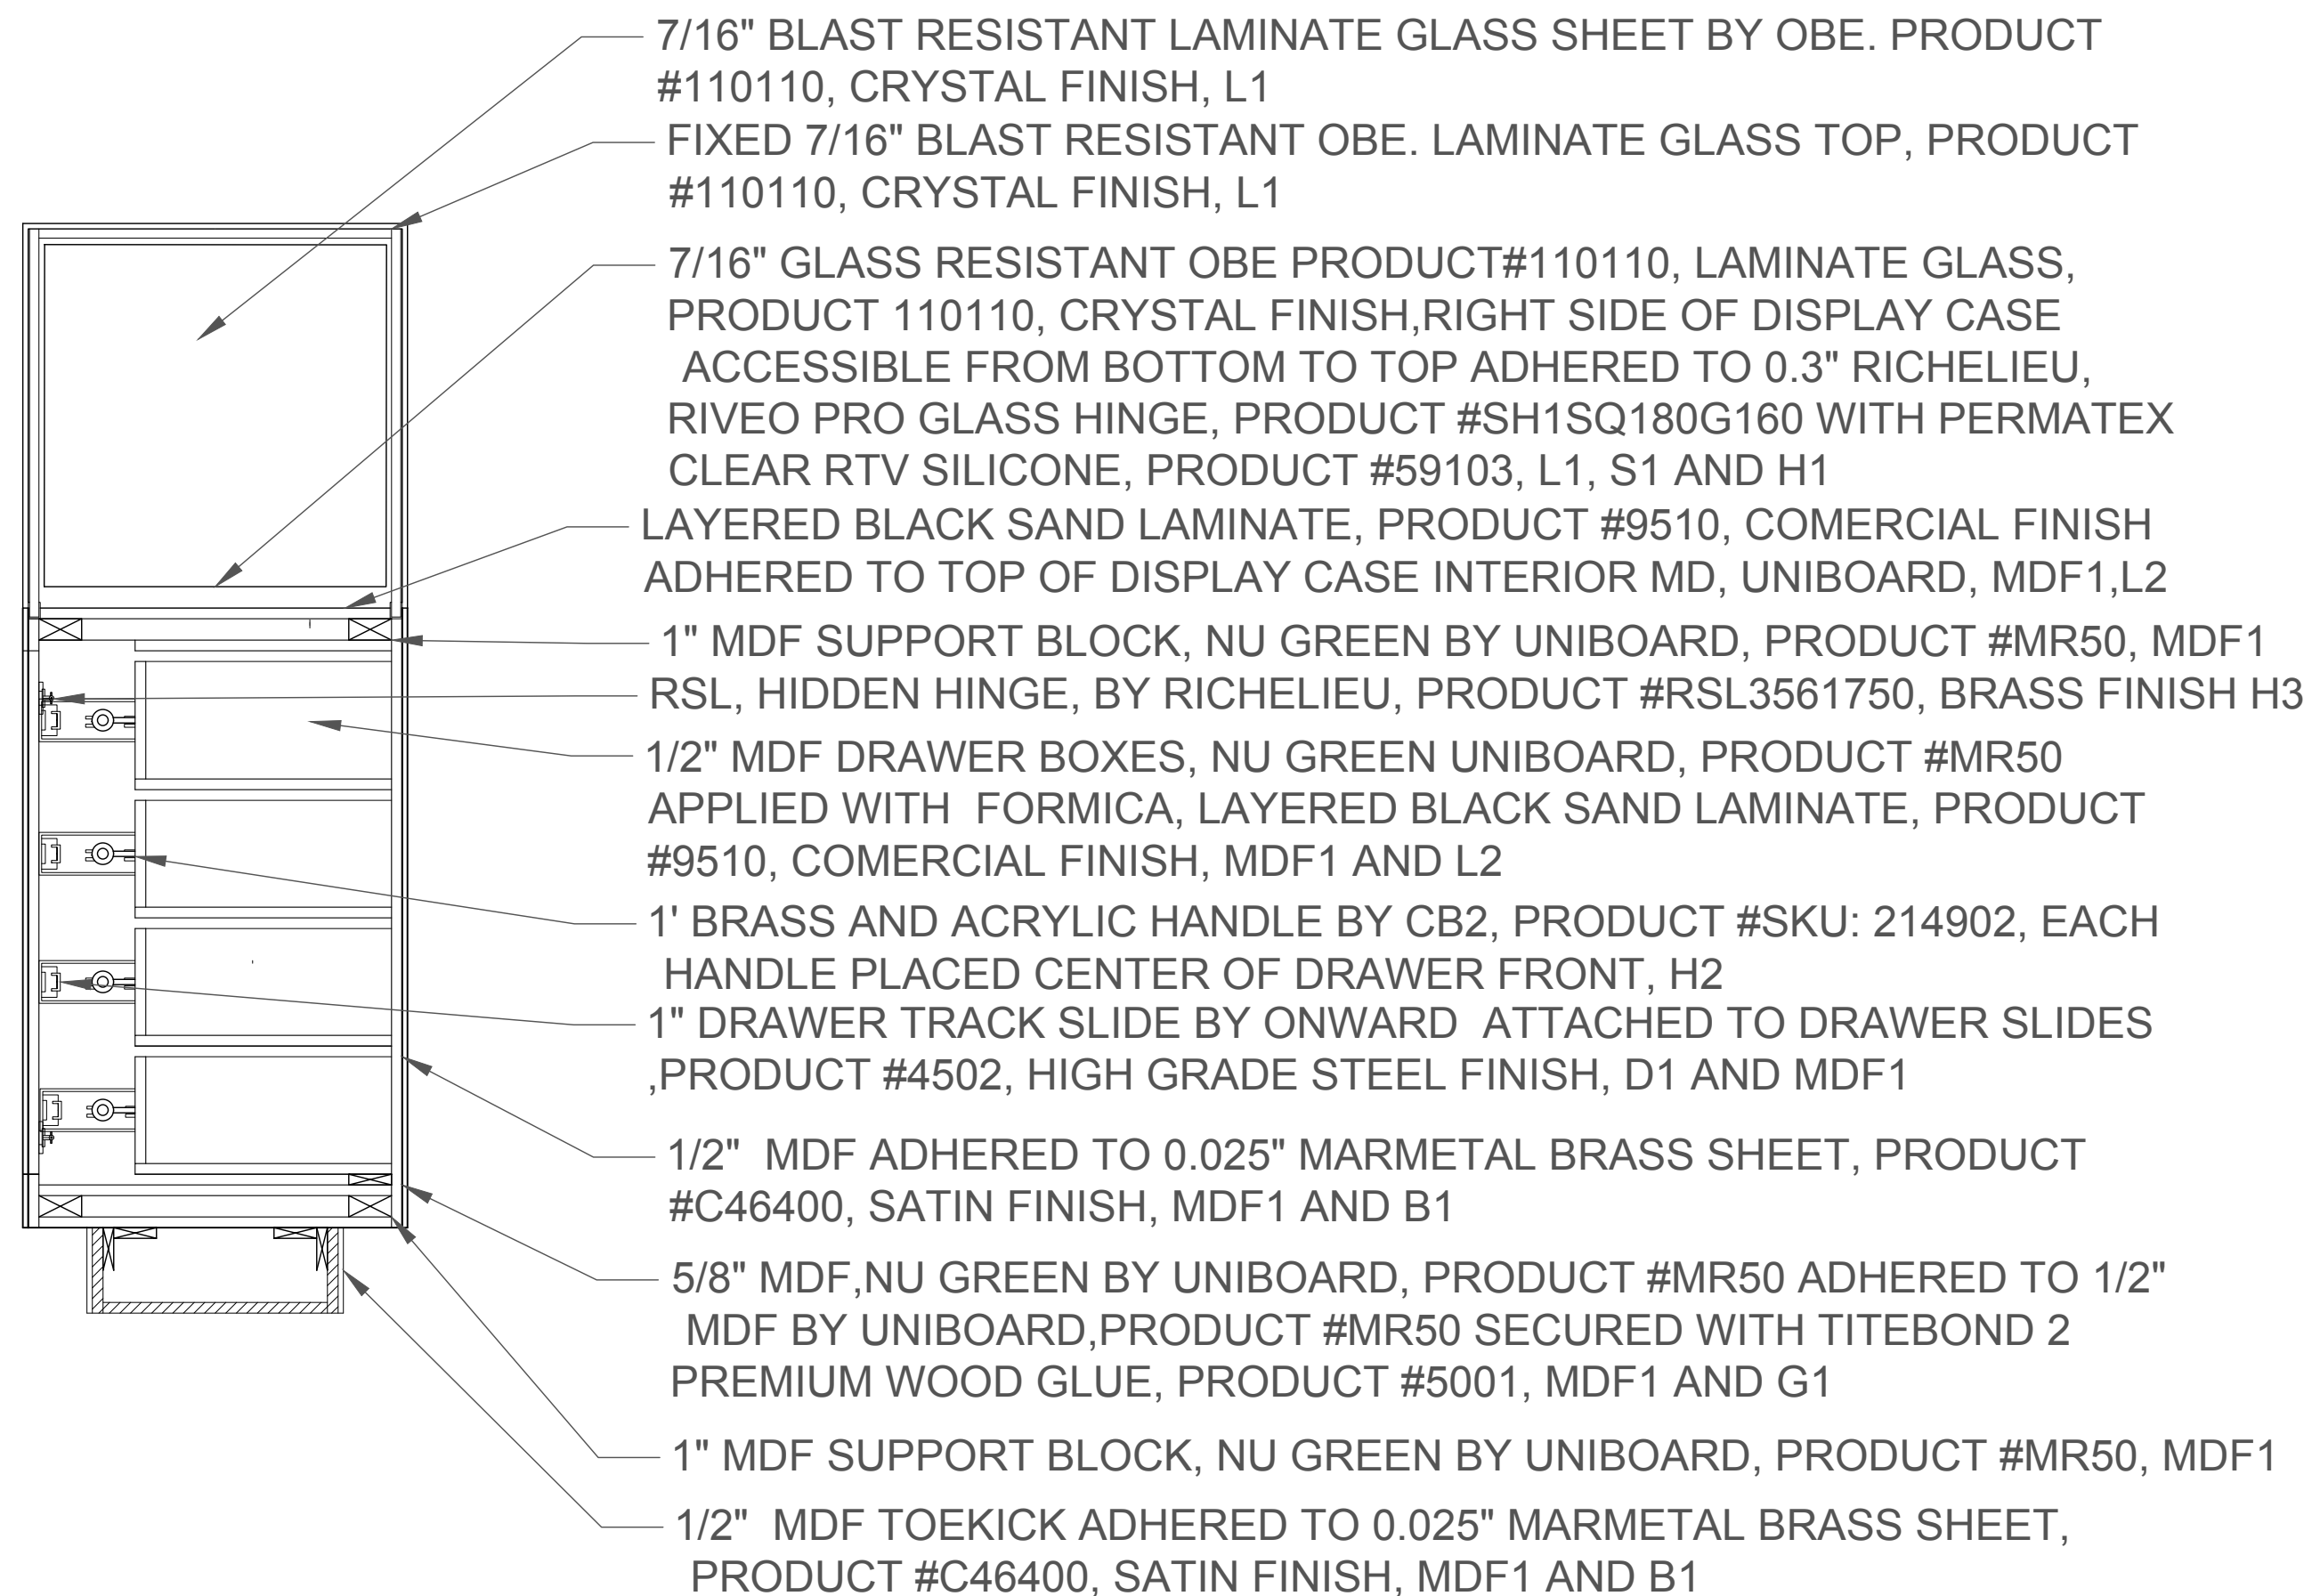 7/16" BLAST RESISTANT LAMINATE GLASS SHEET BY OBE. PRODUCT
#110110, CRYSTAL FINISH, L1
FIXED 7/16" BLAST RESISTANT OBE. LAMINATE GLASS TOP, PRODUCT
#110110, CRYSTAL FINISH, L1
7/16" GLASS RESISTANT OBE PRODUCT#110110, LAMINATE GLASS,
PRODUCT 110110, CRYSTAL FINISH,RIGHT SIDE OF DISPLAY CASE
ACCESSIBLE FROM BOTTOM TO TOP ADHERED TO 0.3" RICHELIEU,
RIVEO PRO GLASS HINGE, PRODUCT #SH1SQ180G160 WITH PERMATEX
CLEAR RTV SILICONE, PRODUCT #59103, L1, S1 AND H1
LAYERED BLACK SAND LAMINATE, PRODUCT #9510, COMERCIAL FINISH
ADHERED TO TOP OF DISPLAY CASE INTERIOR MD, UNIBOARD, MDF1,L2
1" MDF SUPPORT BLOCK, NU GREEN BY UNIBOARD, PRODUCT #MR50, MDF1
RSL, HIDDEN HINGE, BY RICHELIEU, PRODUCT #RSL3561750, BRASS FINISH H3
1/2" MDF DRAWER BOXES, NU GREEN UNIBOARD, PRODUCT #MR50
APPLIED WITH  FORMICA, LAYERED BLACK SAND LAMINATE, PRODUCT
#9510, COMERCIAL FINISH, MDF1 AND L2
1' BRASS AND ACRYLIC HANDLE BY CB2, PRODUCT #SKU: 214902, EACH
HANDLE PLACED CENTER OF DRAWER FRONT, H2
1" DRAWER TRACK SLIDE BY ONWARD  ATTACHED TO DRAWER SLIDES
,PRODUCT #4502, HIGH GRADE STEEL FINISH, D1 AND MDF1
1/2"  MDF ADHERED TO 0.025" MARMETAL BRASS SHEET, PRODUCT
#C46400, SATIN FINISH, MDF1 AND B1
5/8" MDF,NU GREEN BY UNIBOARD, PRODUCT #MR50 ADHERED TO 1/2"
MDF BY UNIBOARD,PRODUCT #MR50 SECURED WITH TITEBOND 2
PREMIUM WOOD GLUE, PRODUCT #5001, MDF1 AND G1
1" MDF SUPPORT BLOCK, NU GREEN BY UNIBOARD, PRODUCT #MR50, MDF1
1/2"  MDF TOEKICK ADHERED TO 0.025" MARMETAL BRASS SHEET,
PRODUCT #C46400, SATIN FINISH, MDF1 AND B1